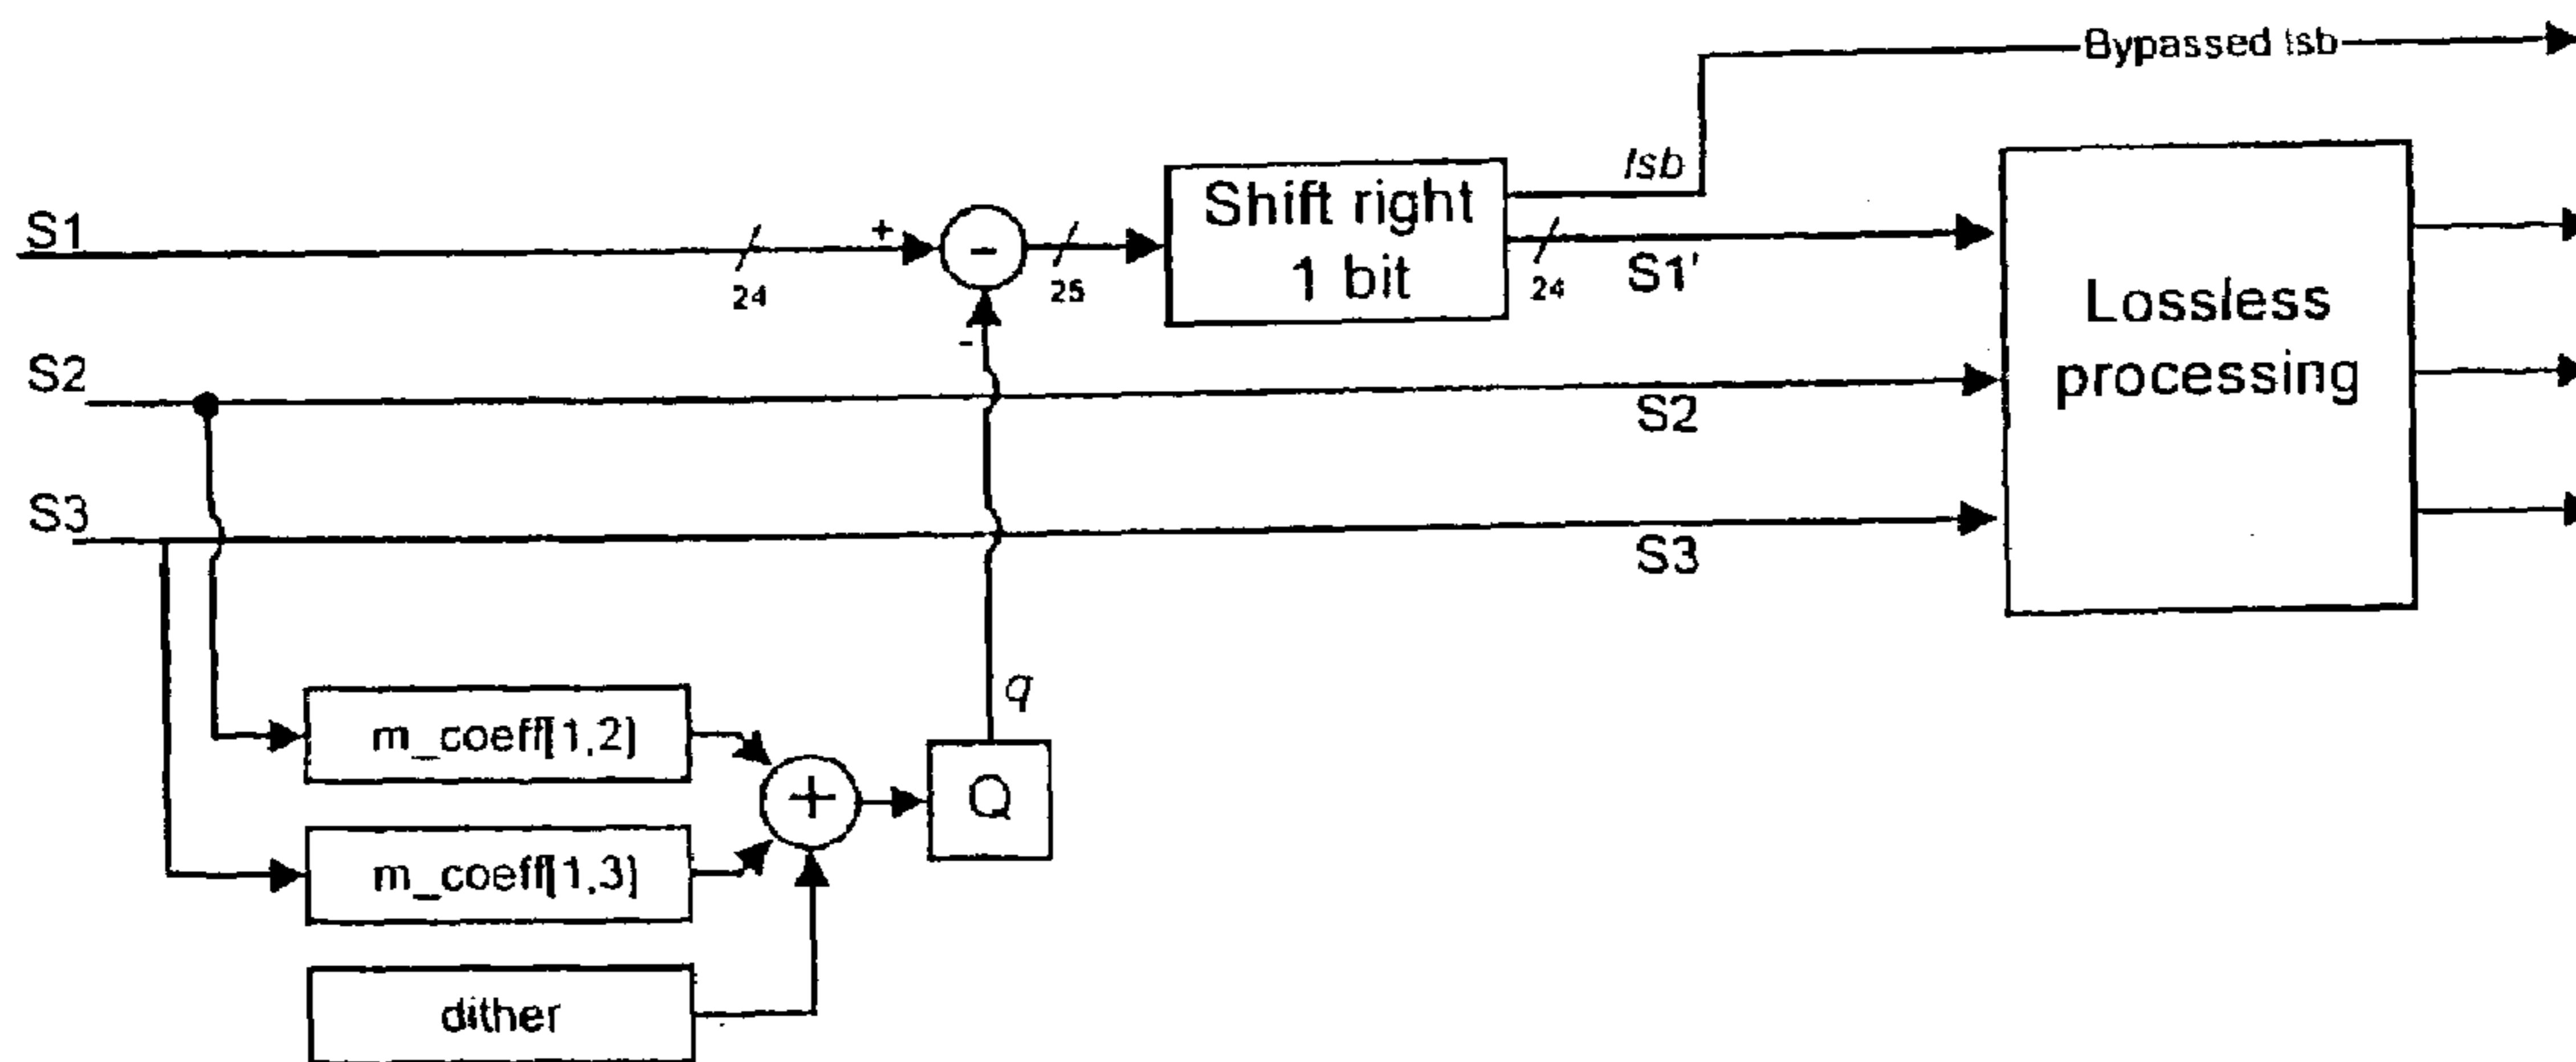 Bypassed lsb
lsb
Shift right
1 bit
S1
+
-
24
25
24
S1'
Lossless
processing
-
S2
S2
S3
S3
q
m_coeff[1,2]
+
Q
m_coeff[1,3]
dither